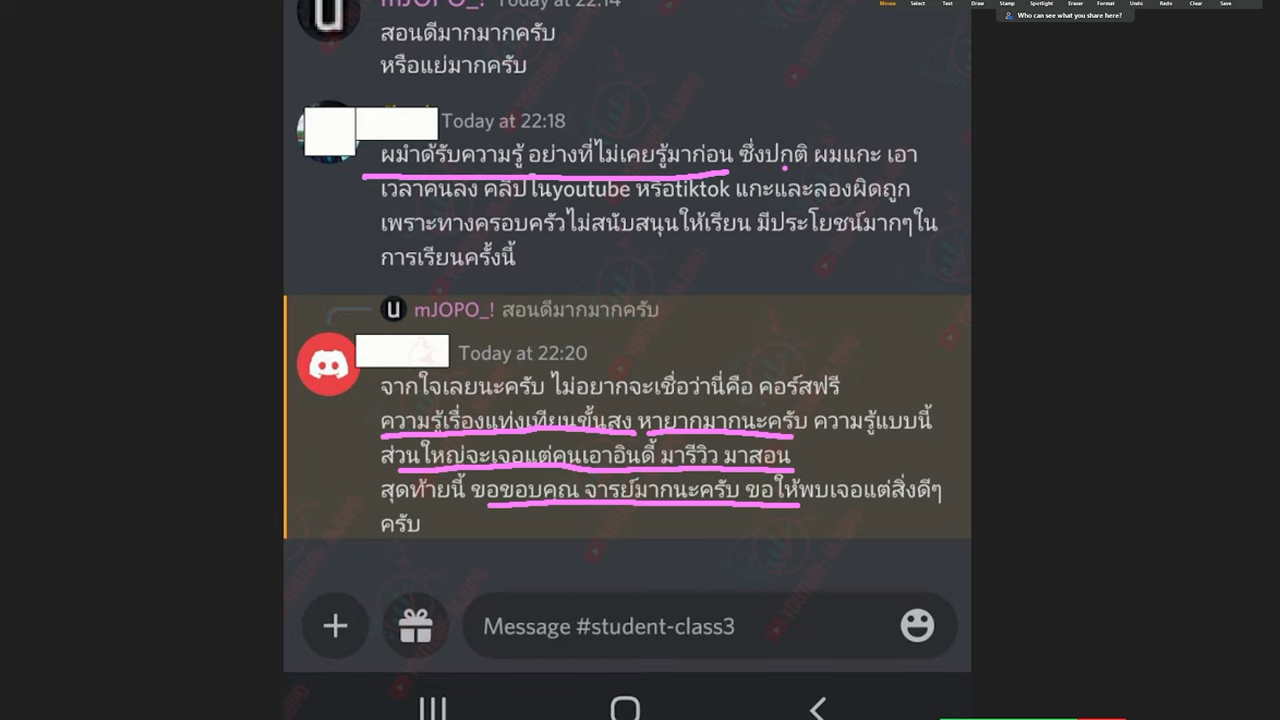 Mouse Select Text Draw Stamp Spotlight Eraser Format Undo Redo Clear Save
Who can see what you share here?
mJOPO_! Today at 22:14
สอนดีมากมากครับ
หรือแย่มากครับ
Today at 22:18
ผมำด้รับความรู้ อย่างที่ไม่เคยรู้มาก่อน ซึ่งปกติ ผมแกะ เอา
เวลาคนลง คลิปในyoutube หรือtiktok แกะและลองผิดถูก
เพราะทางครอบครัวไม่สนับสนุนให้เรียน มีประโยชน์มากๆใน
การเรียนครั้งนี้
mJOPO_! สอนดีมากมากครับ
Today at 22:20
จากใจเลยนะครับ ไม่อยากจะเชื่อว่านี่คือ คอร์สฟรี
ความรู้เรื่องแท่งเทียนขั้นสูง หายากมากนะครับ ความรู้แบบนี้
ส่วนใหญ่จะเจอแต่คนเอาอินดี้ มารีวิว มาสอน
สุดท้ายนี้ ขอขอบคุณ จารย์มากนะครับ ขอให้พบเจอแต่สิ่งดีๆ
ครับ
Message #student-class3